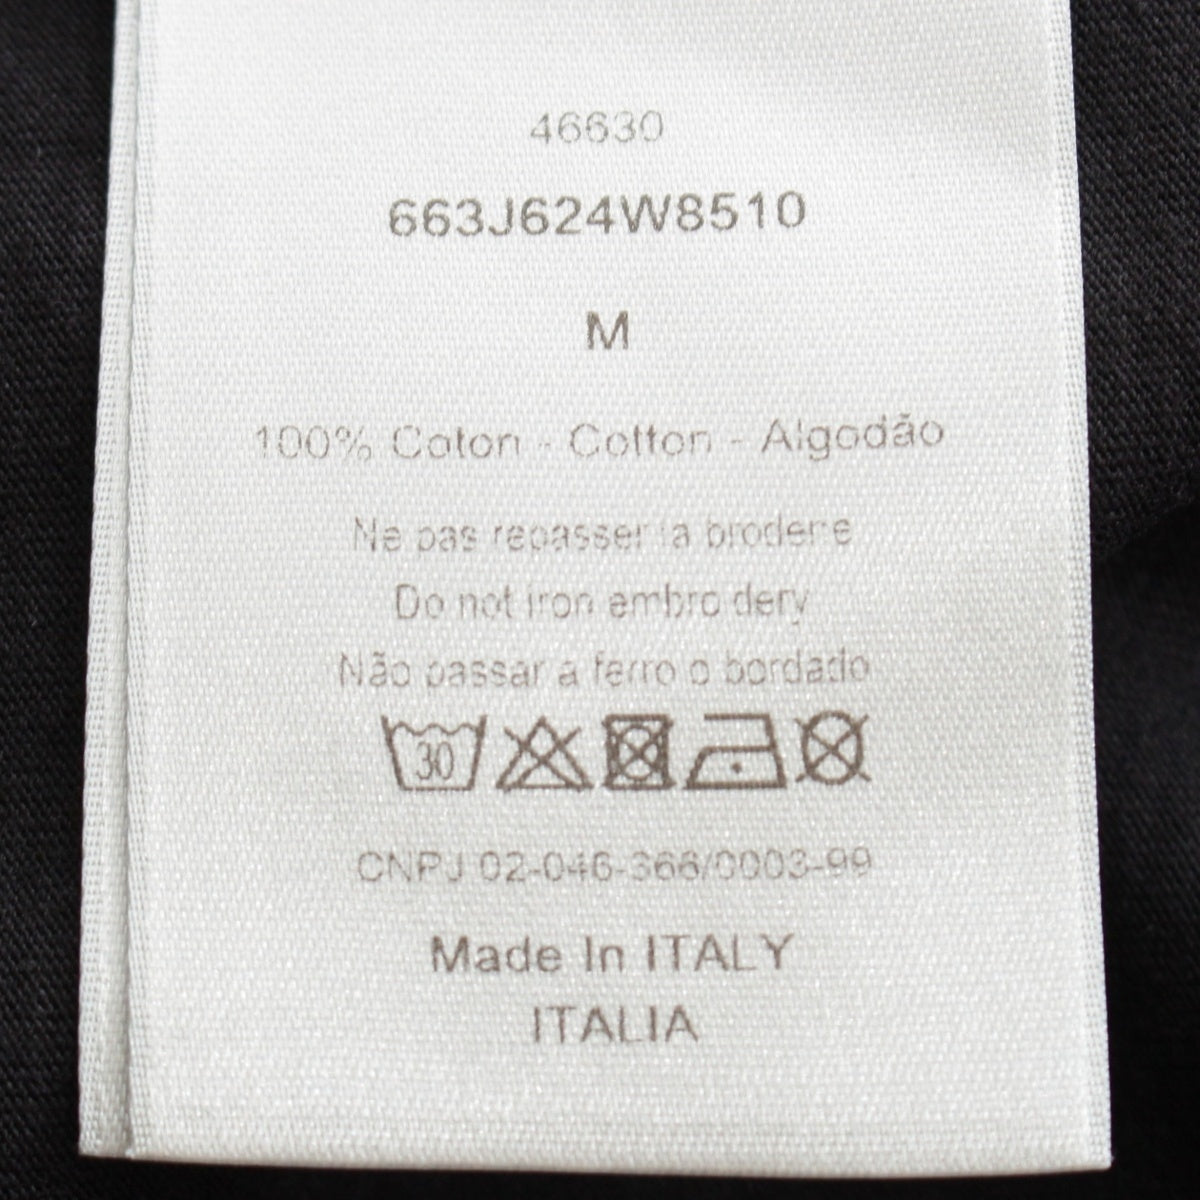 46630
663J624W8510
M
100% Coton - Cotton - Algodão
Ne pas repasser la broderie
Do not iron embroidery
Não passar a ferro o bordado
30
CNPJ 02-046-366/0003-99
Made In ITALY
ITALIA